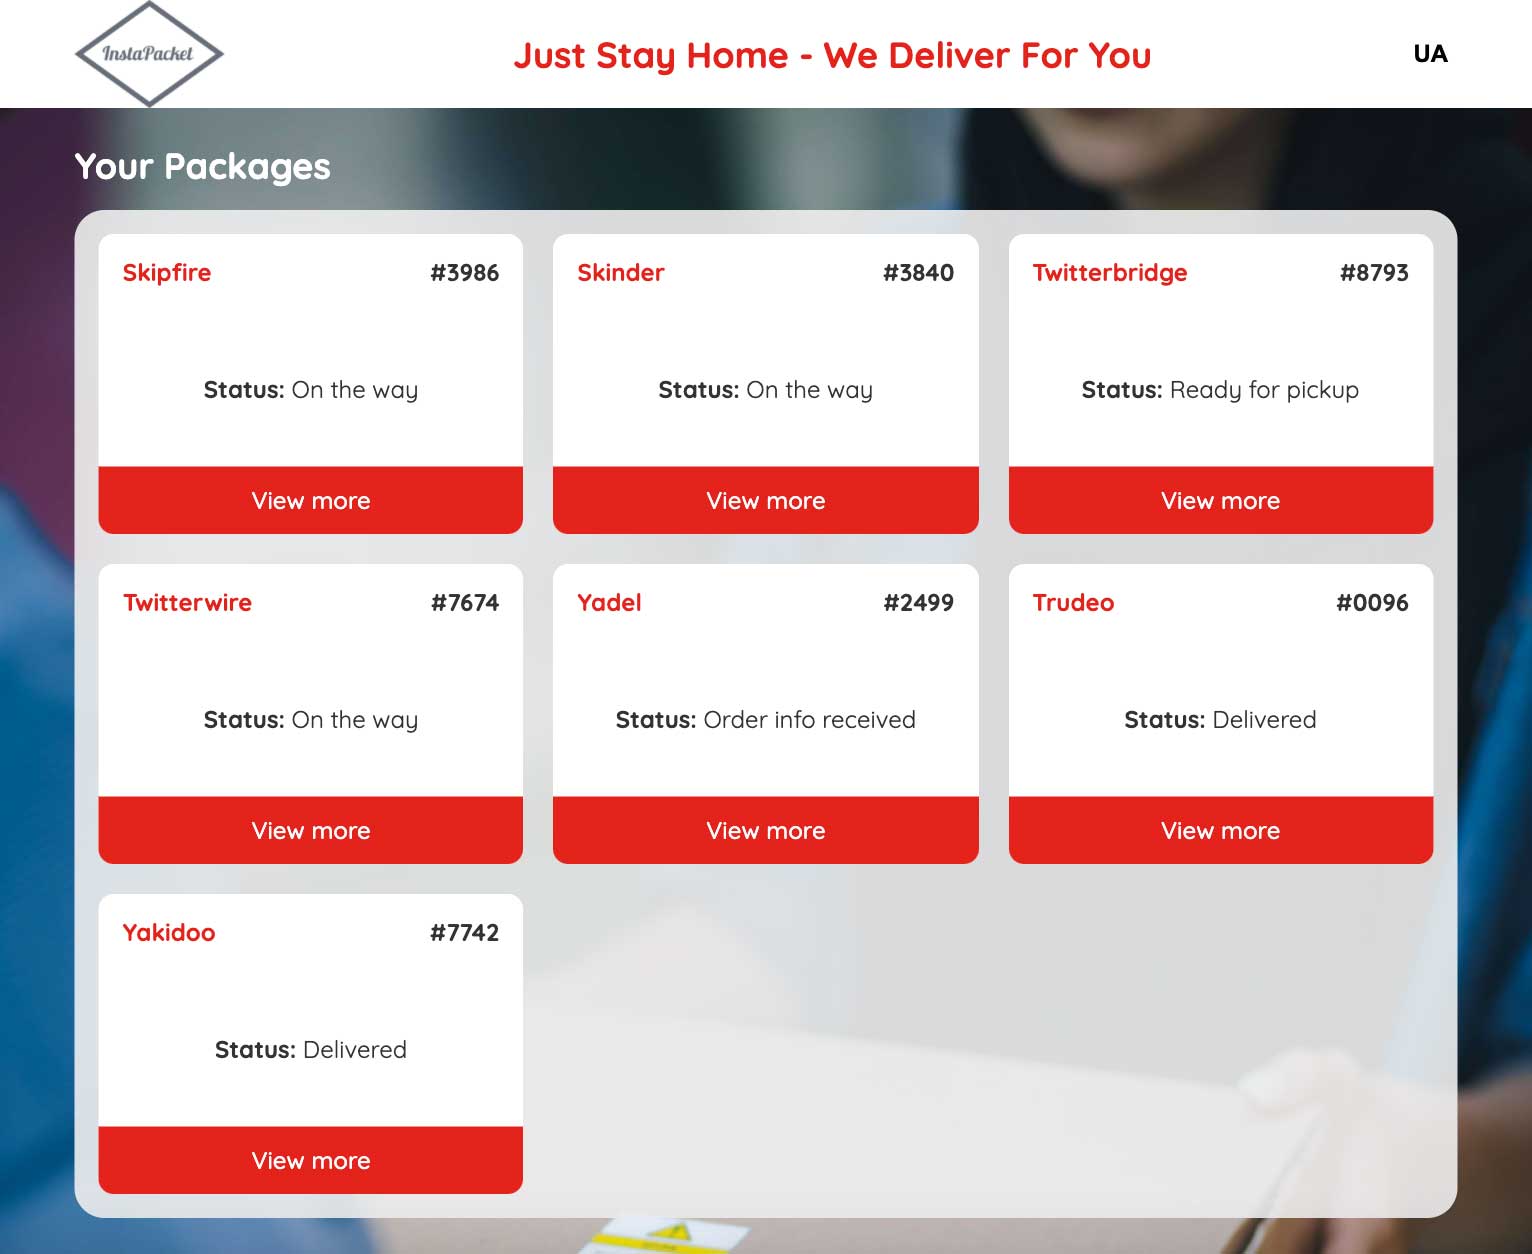 InstaPacket
Just Stay Home - We Deliver For You
UA
Your Packages
Skipfire #3986
Status: On the way
View more
Skinder #3840
Status: On the way
View more
Twitterbridge #8793
Status: Ready for pickup
View more
Twitterwire #7674
Status: On the way
View more
Yadel #2499
Status: Order info received
View more
Trudeo #0096
Status: Delivered
View more
Yakidoo #7742
Status: Delivered
View more